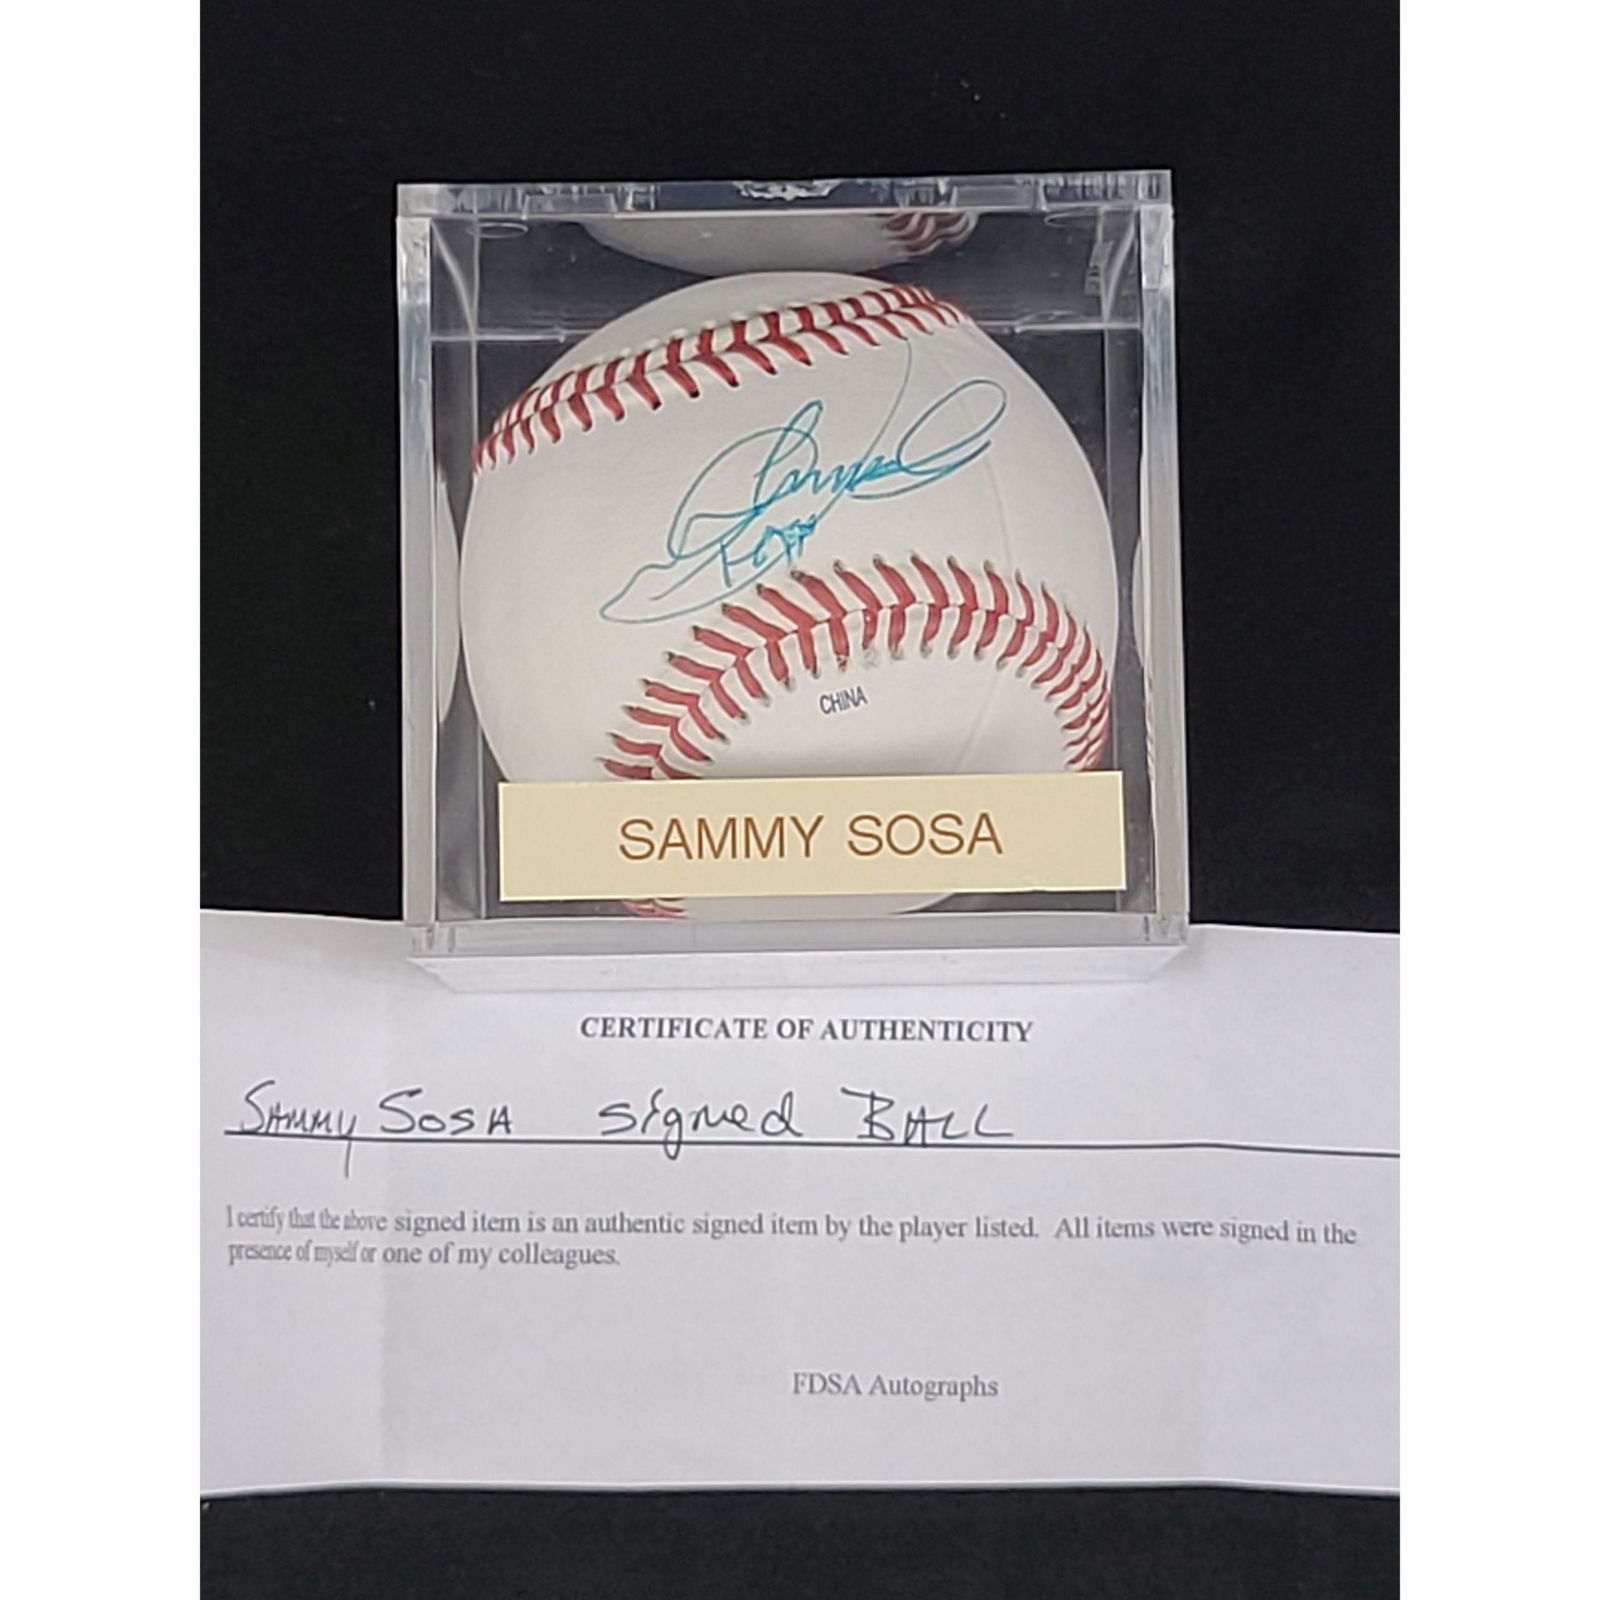 CHINA
SAMMY SOSA
CERTIFICATE OF AUTHENTICITY
SAMMY SOSA signed BALL
I certify that the above signed item is an authentic signed item by the player listed. All items were signed in the
presence of myself or one of my colleagues.
FDSA Autographs